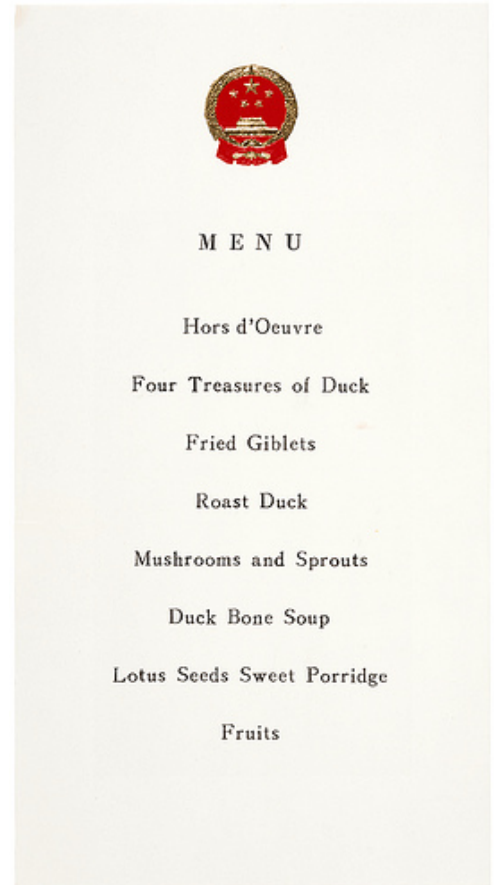 MENU
Hors d'Oeuvre
Four Treasures of Duck
Fried Giblets
Roast Duck
Mushrooms and Sprouts
Duck Bone Soup
Lotus Seeds Sweet Porridge
Fruits